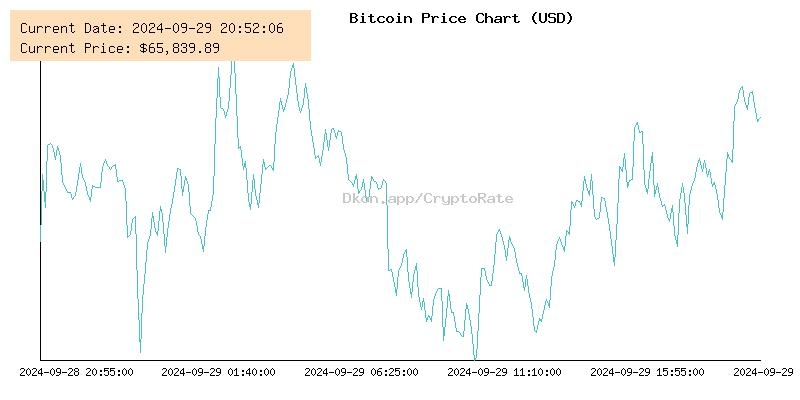 Bitcoin Price Chart (USD)
Current Date: 2024-09-29 20:52:06
Current Price: $65,839.89
Dkon.app/CryptoRate
2024-09-28 20:55:00 2024-09-29 01:40:00 2024-09-29 06:25:00 2024-09-29 11:10:00 2024-09-29 15:55:00 2024-09-29